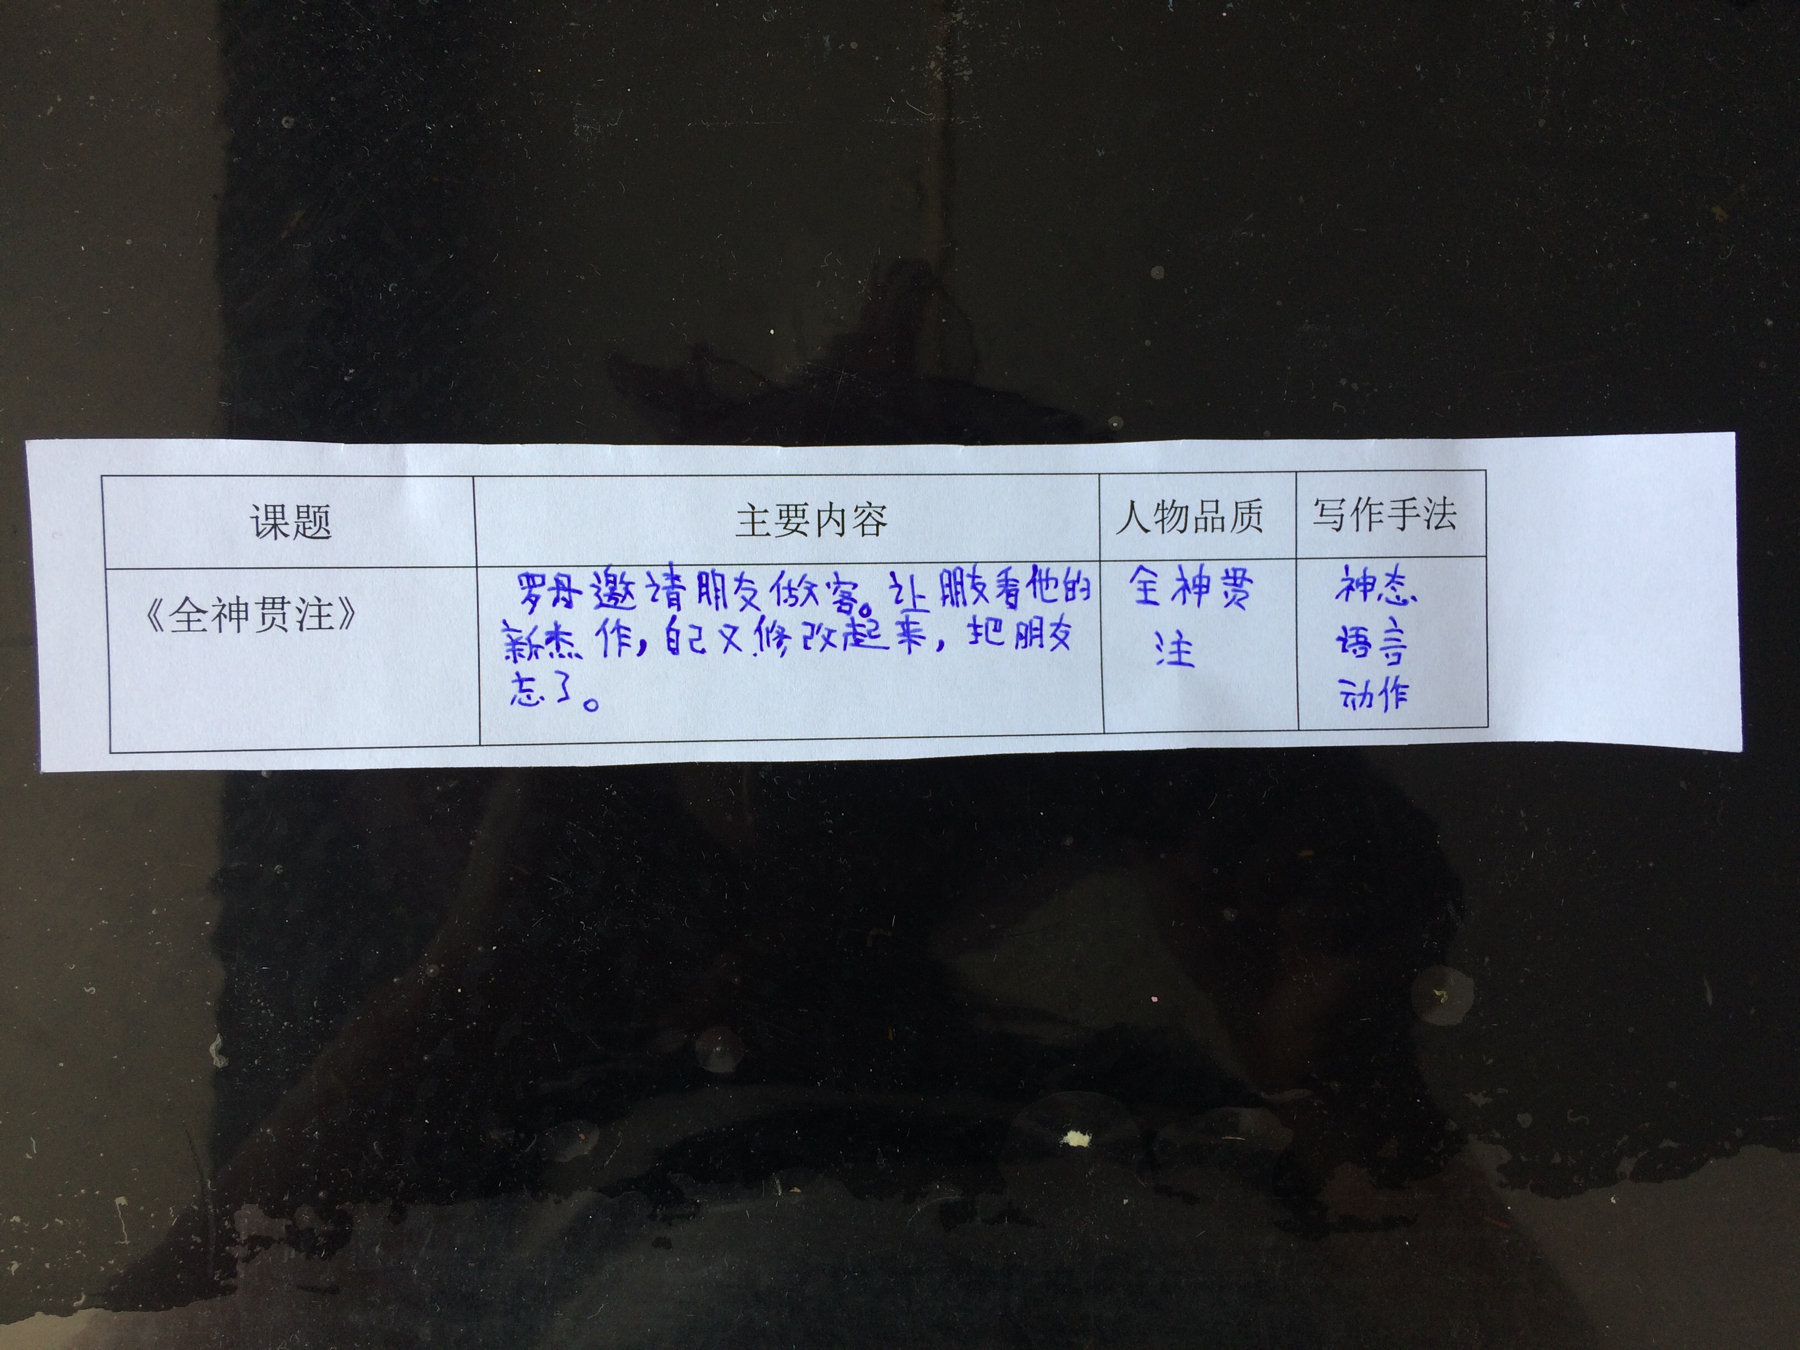 课题 主要内容 人物品质 写作手法
《全神贯注》
罗丹邀请朋友做客。让朋友看他的
新杰作，自己又修改起来，把朋友
忘了。
全神贯
注
神态
语言
动作